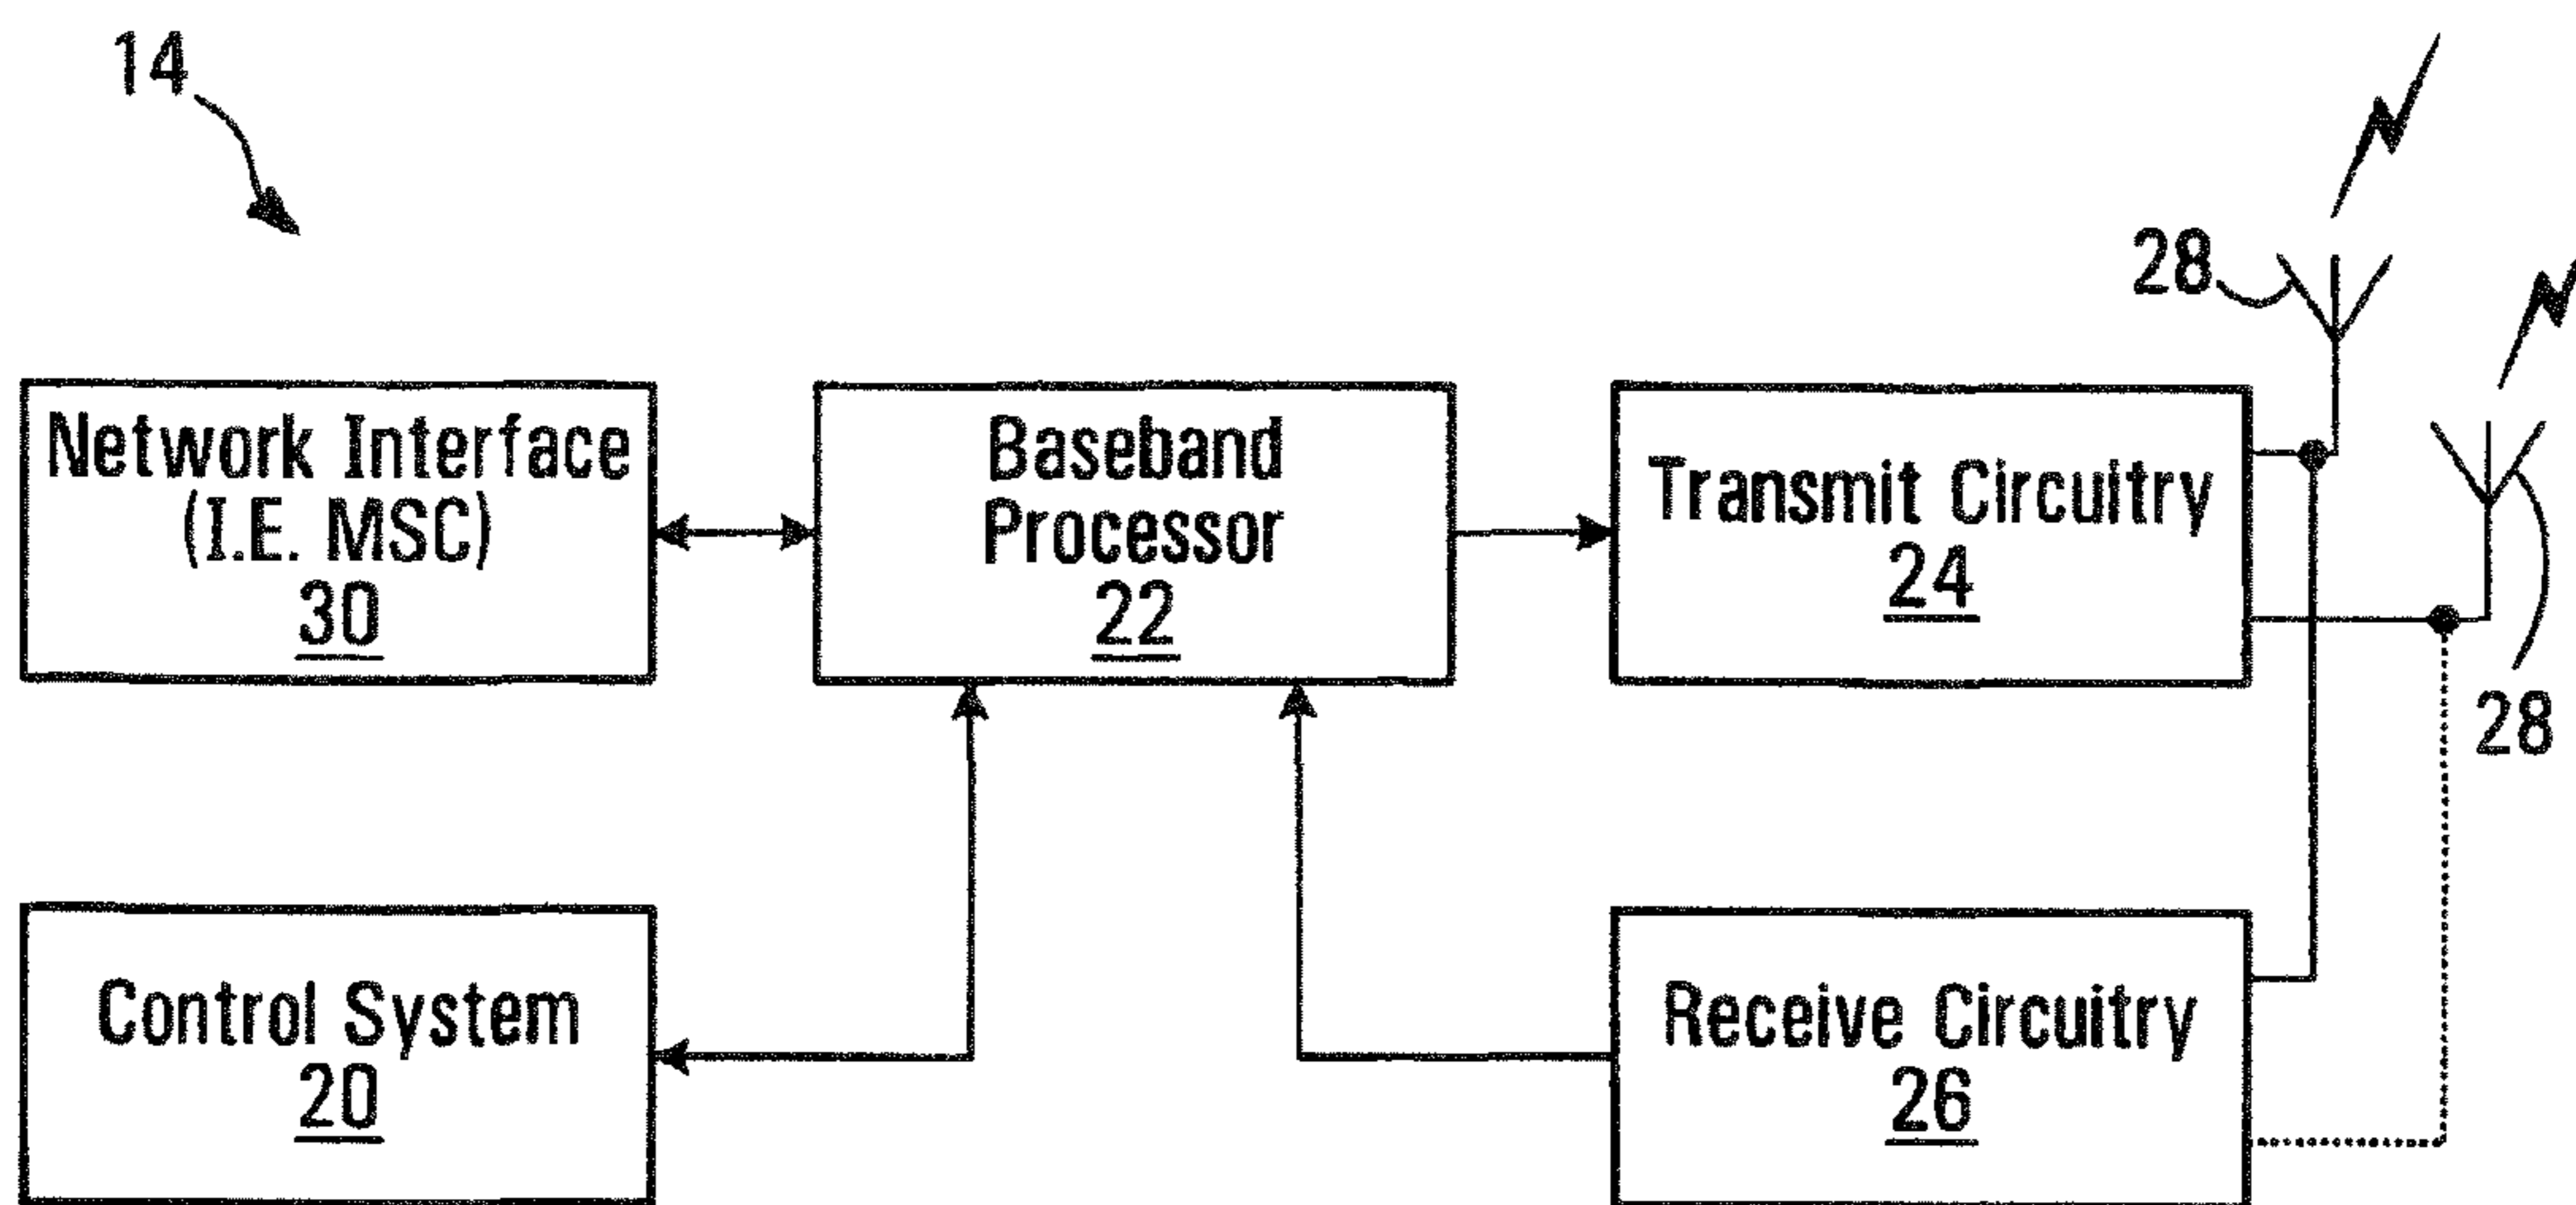 14
28
Network Interface
(I.E. MSC)
30
Baseband
Processor
22
Transmit Circuitry
24
28
Control System
20
Receive Circuitry
26